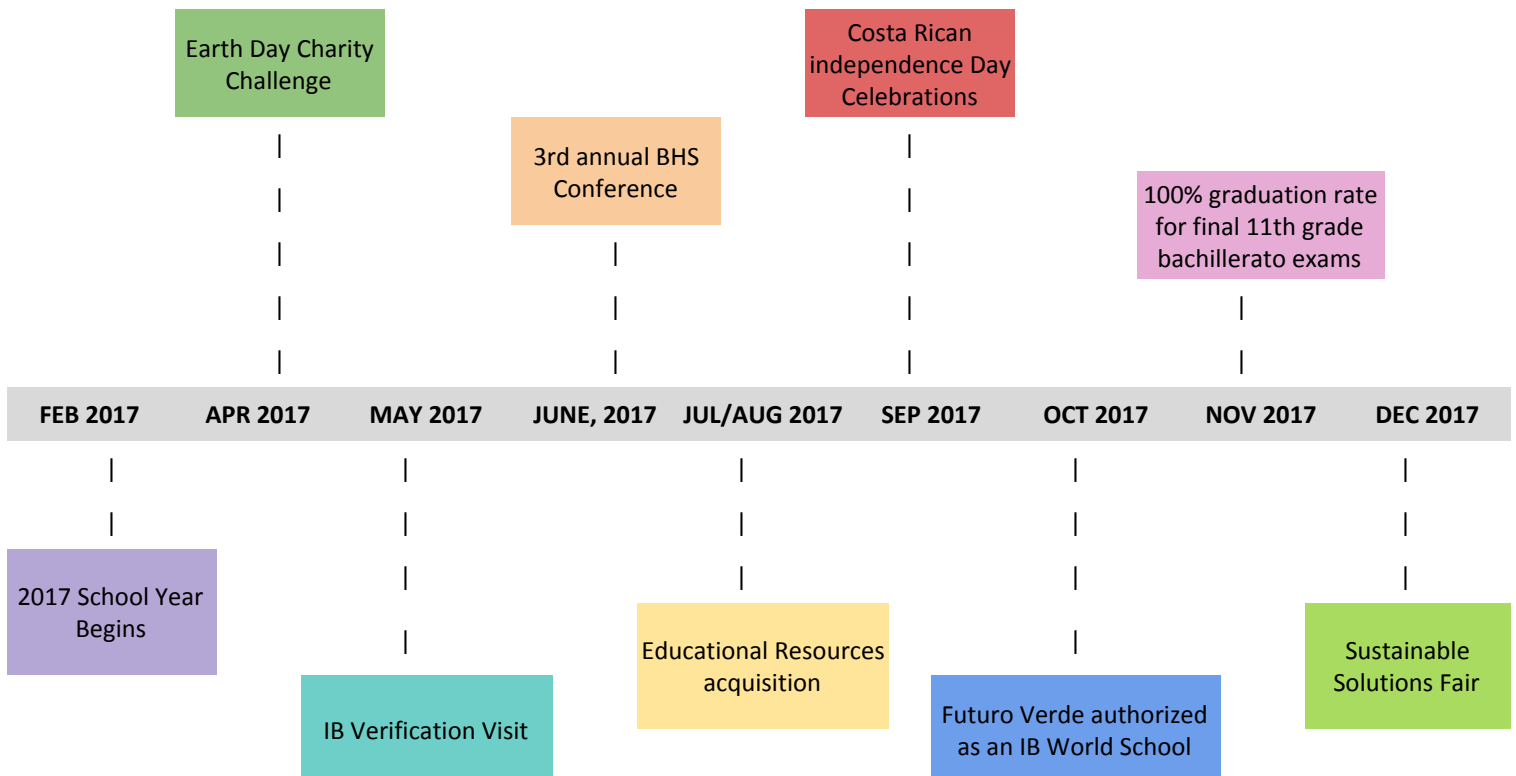 Earth Day Charity
Challenge
Costa Rican
independence Day
Celebrations
3rd annual BHS
Conference
100% graduation rate
for final 11th grade
bachillerato exams
FEB 2017 APR 2017 MAY 2017 JUNE, 2017 JUL/AUG 2017 SEP 2017 OCT 2017 NOV 2017 DEC 2017
2017 School Year
Begins
Educational Resources
acquisition
Sustainable
Solutions Fair
IB Verification Visit
Futuro Verde authorized
as an IB World School